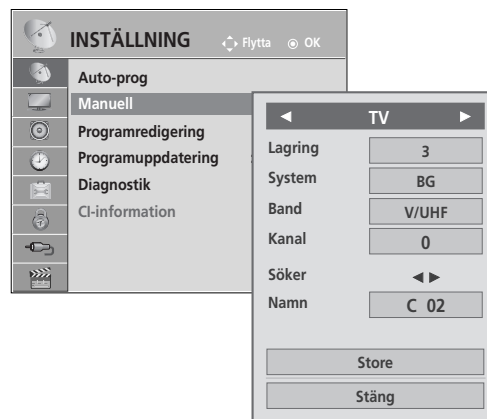 INSTÄLLNING Flytta OK
Auto-prog
Manuell
Programredigering
Programuppdatering
Diagnostik
CI-information
TV
Lagring 3
System BG
Band V/UHF
Kanal 0
Söker
Namn C 02
Store
Stäng